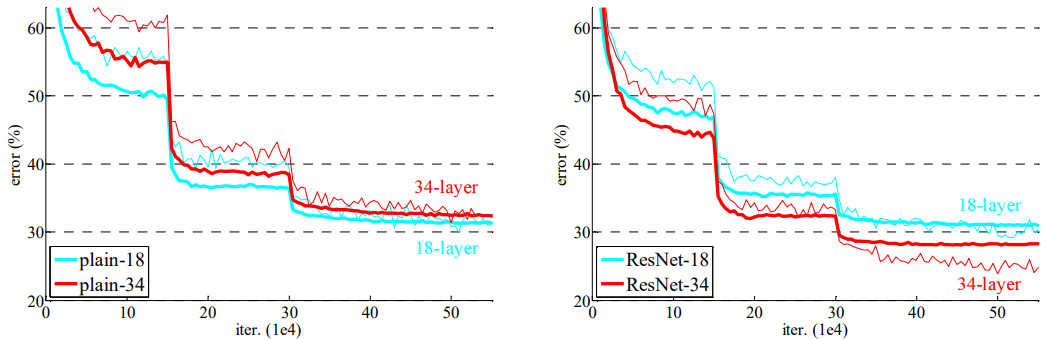 60
50
40
30
20
error (%)
0
10
20
30
40
50
iter. (1e4)
34-layer
18-layer
plain-18
plain-34
60
50
40
30
20
error (%)
0
10
20
30
40
50
iter. (1e4)
18-layer
34-layer
ResNet-18
ResNet-34